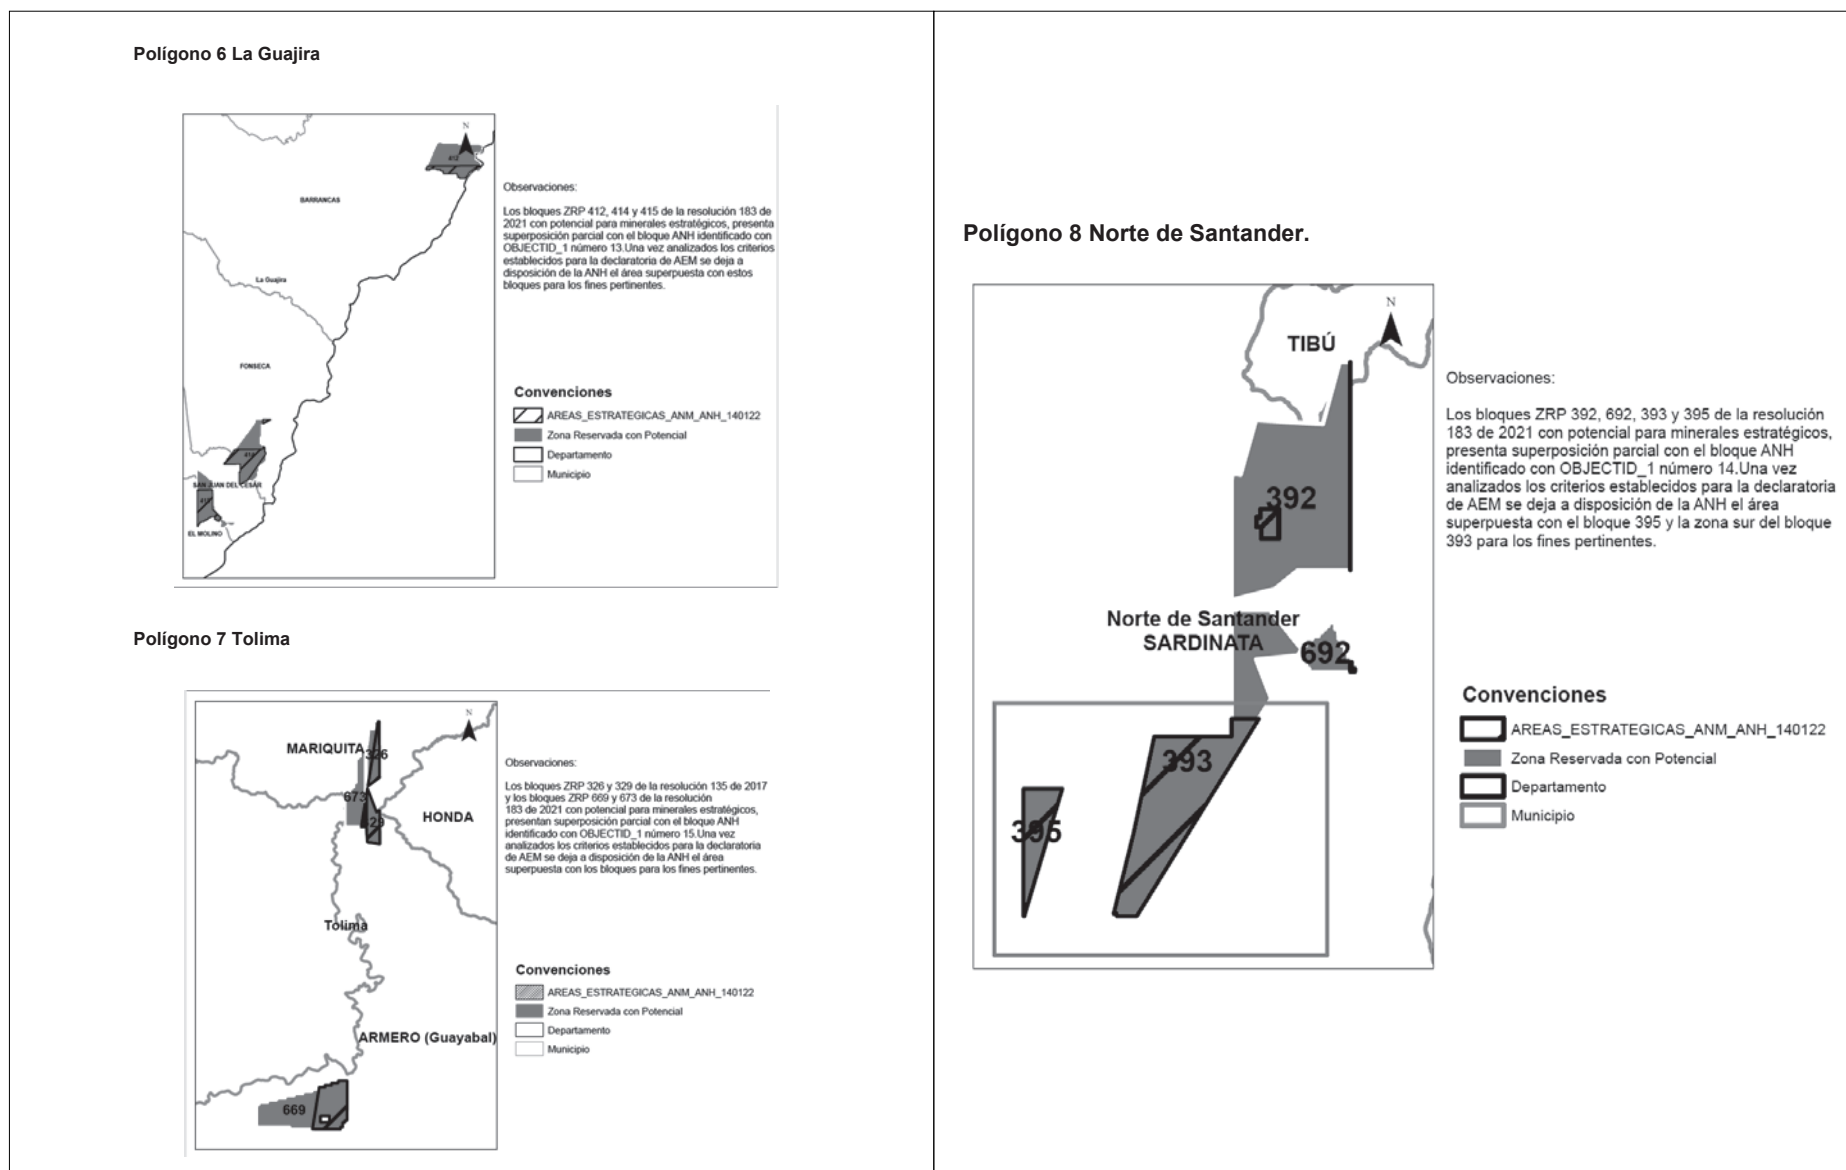 Polígono 6 La Guajira
N
412
BARRANCAS
La Guajira
FONSECA
414
SAN JUAN DEL CESAR
EL MOLINO
Observaciones:
Los bloques ZRP 412, 414 y 415 de la resolución 183 de
2021 con potencial para minerales estratégicos, presenta
superposición parcial con el bloque ANH identificado con
OBJECTID_1 número 13.Una vez analizados los criterios
establecidos para la declaratoria de AEM se deja a
disposición de la ANH el área superpuesta con estos
bloques para los fines pertinentes.
Convenciones
AREAS_ESTRATEGICAS_ANM_ANH_140122
Zona Reservada con Potencial
Departamento
Municipio
Polígono 7 Tolima
N
MARIQUITA
326
673
HONDA
Tolima
ARMERO (Guayabal)
669
Observaciones:
Los bloques ZRP 326 y 329 de la resolución 135 de 2017
y los bloques ZRP 669 y 673 de la resolución
183 de 2021 con potencial para minerales estratégicos,
presentan superposición parcial con el bloque ANH
identificado con OBJECTID_1 número 15.Una vez
analizados los criterios establecidos para la declaratoria
de AEM se deja a disposición de la ANH el área
superpuesta con los bloques para los fines pertinentes.
Convenciones
AREAS_ESTRATEGICAS_ANM_ANH_140122
Zona Reservada con Potencial
Departamento
Municipio
Polígono 8 Norte de Santander.
N
TIBÚ
392
Norte de Santander
SARDINATA
692
393
395
Observaciones:
Los bloques ZRP 392, 692, 393 y 395 de la resolución
183 de 2021 con potencial para minerales estratégicos,
presenta superposición parcial con el bloque ANH
identificado con OBJECTID_1 número 14.Una vez
analizados los criterios establecidos para la declaratoria
de AEM se deja a disposición de la ANH el área
superpuesta con el bloque 395 y la zona sur del bloque
393 para los fines pertinentes.
Convenciones
AREAS_ESTRATEGICAS_ANM_ANH_140122
Zona Reservada con Potencial
Departamento
Municipio